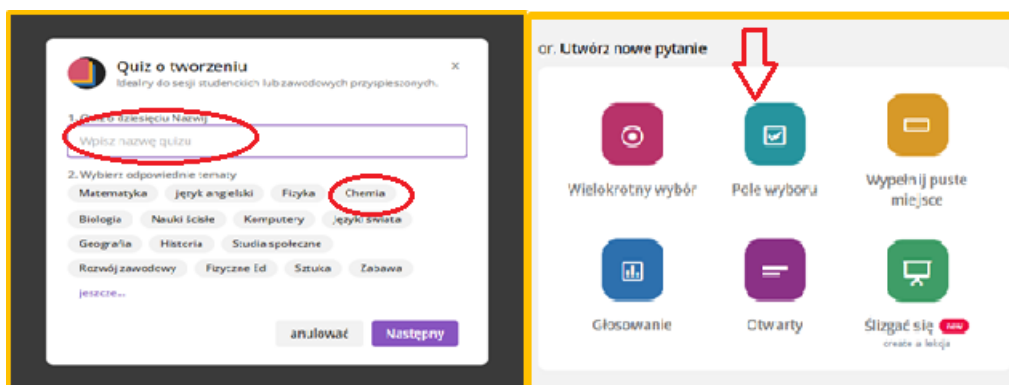 Quiz o tworzeniu
×
Idealny do sesji studenckich lub zawodowych przyspieszonych.
1. Quiz o dziesięciu Nazwij
Wpisz nazwę quizu
2. Wybierz odpowiednie tematy
Matematyka język angielski Fizyka Chemia
Biologia Nauki ścisłe Komputery Języki świata
Geografia Historia Studia społeczne
Rozwój zawodowy Fizyczne Ed Sztuka Zabawa
jeszcze...
anulować Następny
or. Utwórz nowe pytanie
Wielokrotny wybór Pole wyboru Wypełnij puste
miejsce
Głosowanie Otwarty Ślizgać się new
create a lekcja